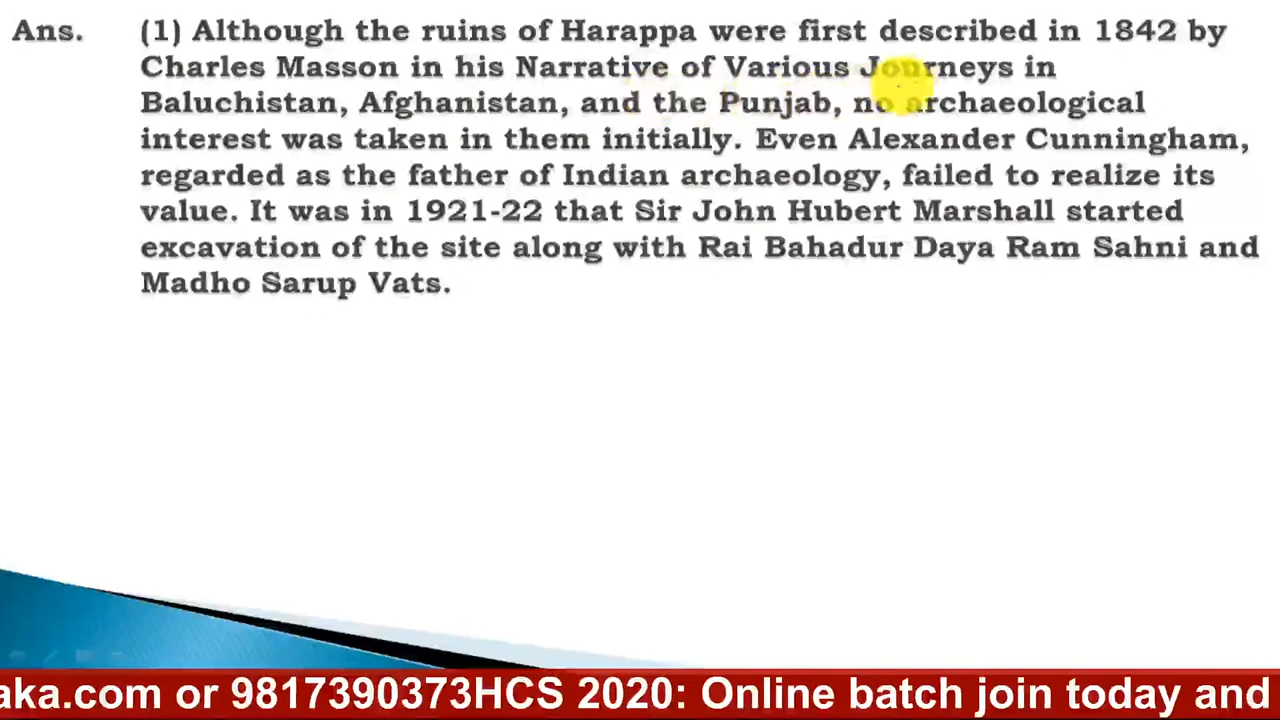 Ans. (1) Although the ruins of Harappa were first described in 1842 by
Charles Masson in his Narrative of Various Journeys in
Baluchistan, Afghanistan, and the Punjab, no archaeological
interest was taken in them initially. Even Alexander Cunningham,
regarded as the father of Indian archaeology, failed to realize its
value. It was in 1921-22 that Sir John Hubert Marshall started
excavation of the site along with Rai Bahadur Daya Ram Sahni and
Madho Sarup Vats.
aka.com or 9817390373HCS 2020: Online batch join today and